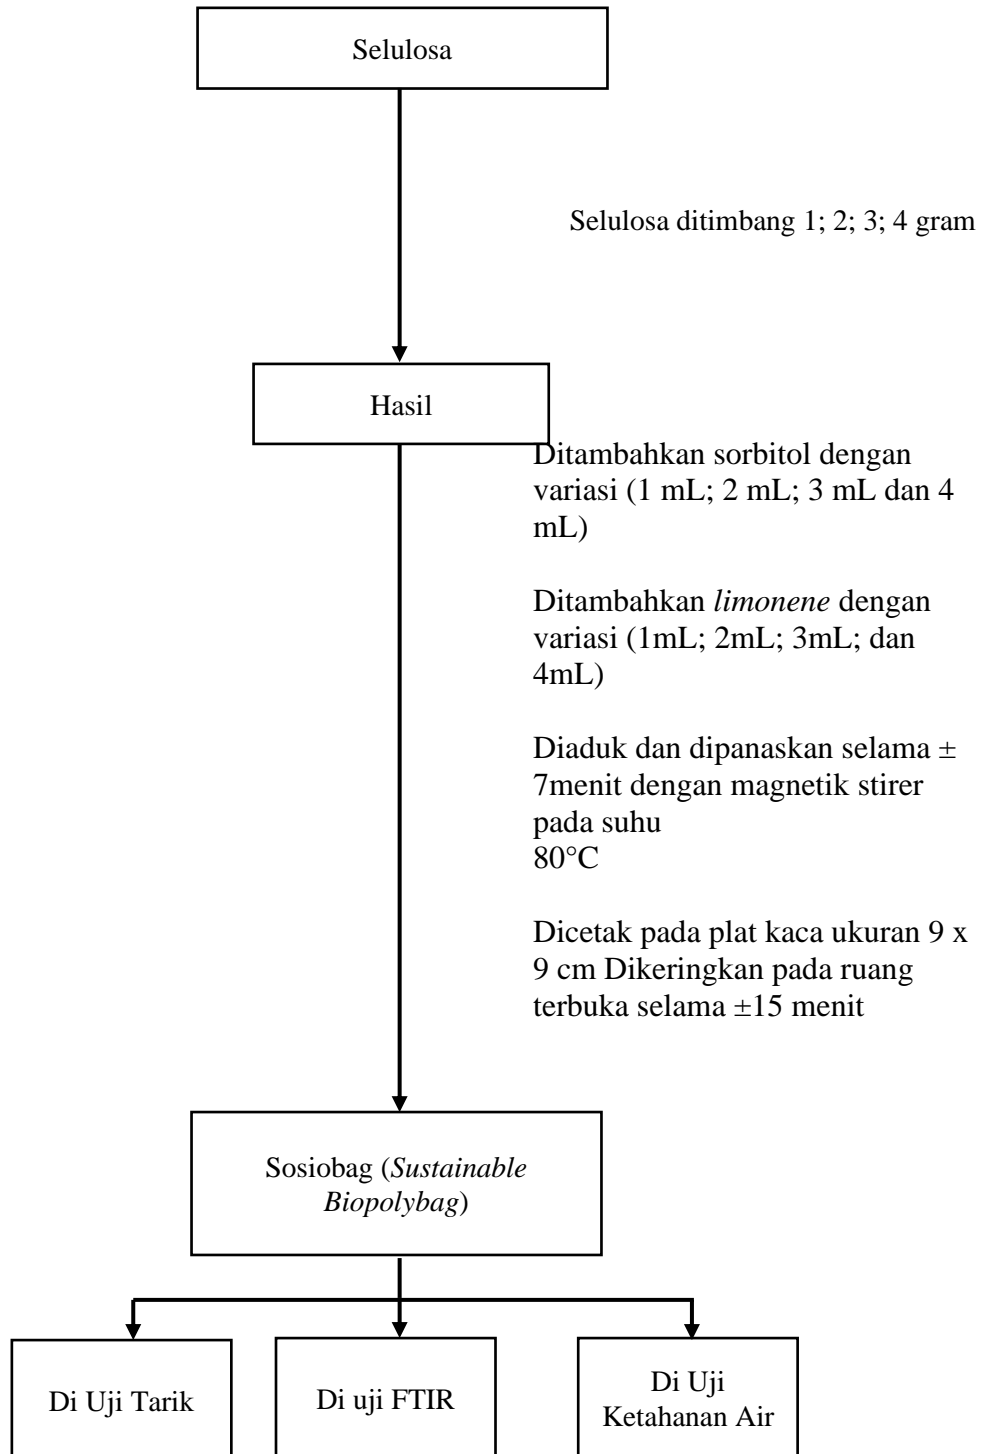 Selulosa
Selulosa ditimbang 1; 2; 3; 4 gram
Hasil
Ditambahkan sorbitol dengan
variasi (1 mL; 2 mL; 3 mL dan 4
mL)
Ditambahkan limonene dengan
variasi (1mL; 2mL; 3mL; dan
4mL)
Diaduk dan dipanaskan selama ±
7menit dengan magnetik stirer
pada suhu
80°C
Dicetak pada plat kaca ukuran 9 x
9 cm Dikeringkan pada ruang
terbuka selama ±15 menit
Sosiobag (Sustainable
Biopolybag)
Di Uji Tarik
Di uji FTIR
Di Uji
Ketahanan Air